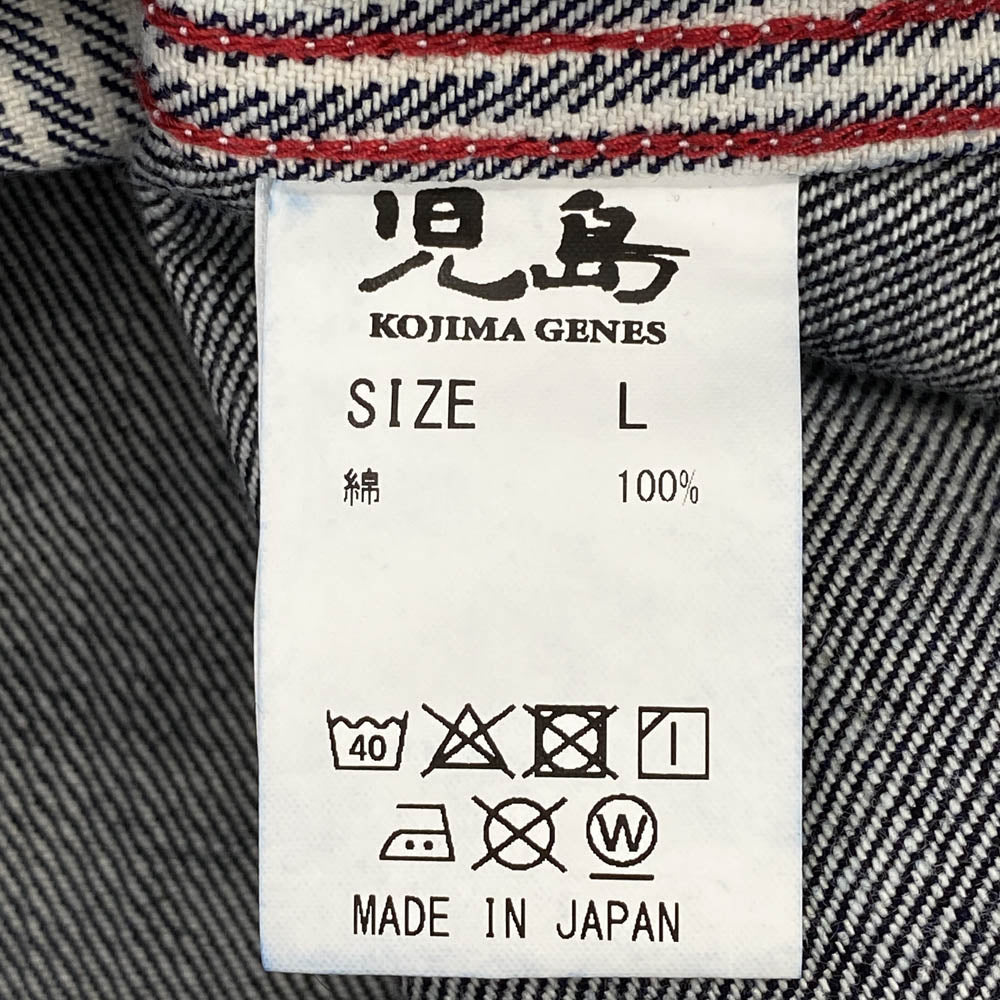 児島
KOJIMA GENES
SIZE L
綿 100%
40
W
MADE IN JAPAN